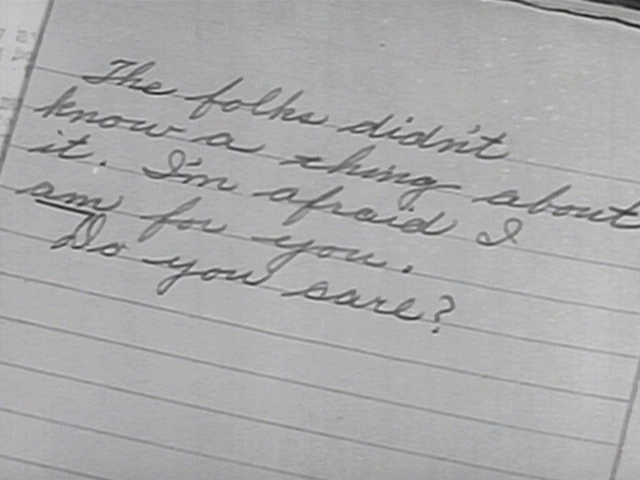 The folks didn't
know a thing about
it. I'm afraid I
am for you.
Do you care?